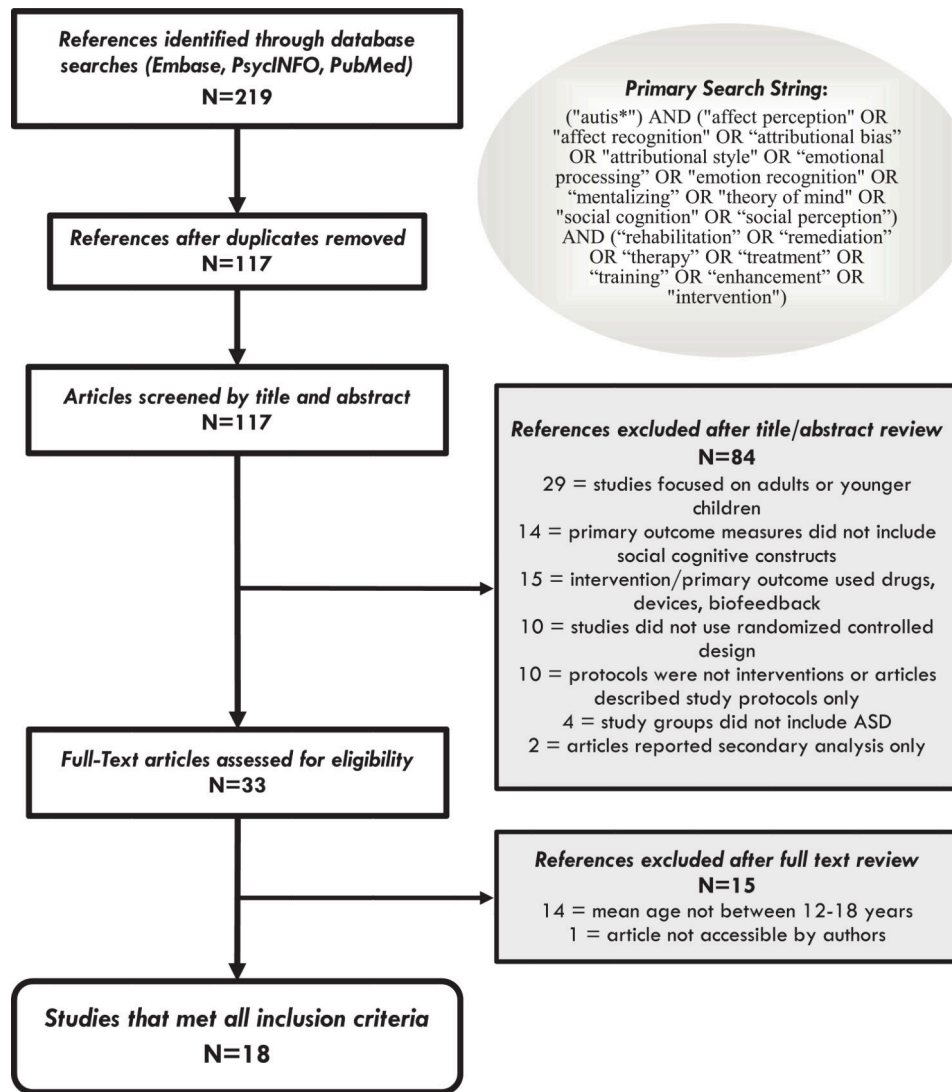 References identified through database
searches (Embase, PsycINFO, PubMed)
N=219
Primary Search String:
("autis*") AND ("affect perception" OR
"affect recognition" OR “attributional bias”
OR "attributional style" OR “emotional
processing” OR "emotion recognition" OR
“mentalizing” OR "theory of mind" OR
"social cognition" OR “social perception”)
AND (“rehabilitation” OR “remediation”
OR “therapy” OR “treatment” OR
“training” OR “enhancement” OR
"intervention")
References after duplicates removed
N=117
Articles screened by title and abstract
N=117
References excluded after title/abstract review
N=84
29 = studies focused on adults or younger
children
14 = primary outcome measures did not include
social cognitive constructs
15 = intervention/primary outcome used drugs,
devices, biofeedback
10 = studies did not use randomized controlled
design
10 = protocols were not interventions or articles
described study protocols only
4 = study groups did not include ASD
2 = articles reported secondary analysis only
Full-Text articles assessed for eligibility
N=33
References excluded after full text review
N=15
14 = mean age not between 12-18 years
1 = article not accessible by authors
Studies that met all inclusion criteria
N=18